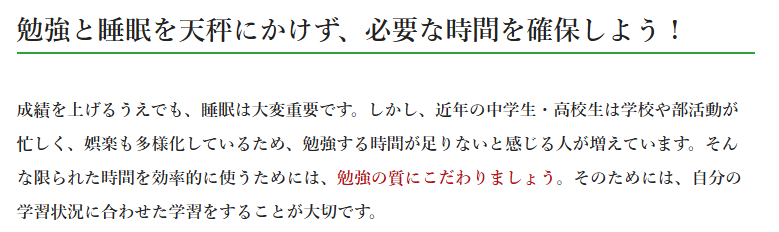 勉強と睡眠を天秤にかけず、必要な時間を確保しよう！
成績を上げるうえでも、睡眠は大変重要です。しかし、近年の中学生・高校生は学校や部活動が
忙しく、娯楽も多様化しているため、勉強する時間が足りないと感じる人が増えています。そん
な限られた時間を効率的に使うためには、勉強の質にこだわりましょう。そのためには、自分の
学習状況に合わせた学習をすることが大切です。